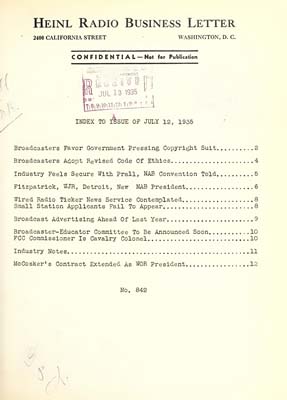 HEINL RADIO BUSINESS LETTER
2400 CALIFORNIA STREET WASHINGTON, D. C.
CONFIDENTIAL—Not for Publication
RECEIVED
JUL 13 1935
INDEX TO ISSUE OF JULY 12, 1935
Broadcasters Favor Government Pressing Copyright Suit..........2
Broadcasters Adopt Revised Code Of Ethics......................4
Industry Feels Secure With Prall, NAB Convention Told..........5
Fitzpatrick, WJR, Detroit, New NAB President...................6
Wired Radio Ticker News Service Contemplated...................8
Small Station Applicants Fail To Appear........................8
Broadcast Advertising Ahead Of Last Year.......................9
Broadcaster-Educator Committee To Be Announced Soon...........10
FCC Commissioner Is Cavalry Colonel...........................10
Industry Notes................................................11
McCosker's Contract Extended As WOR President.................12
No. 842